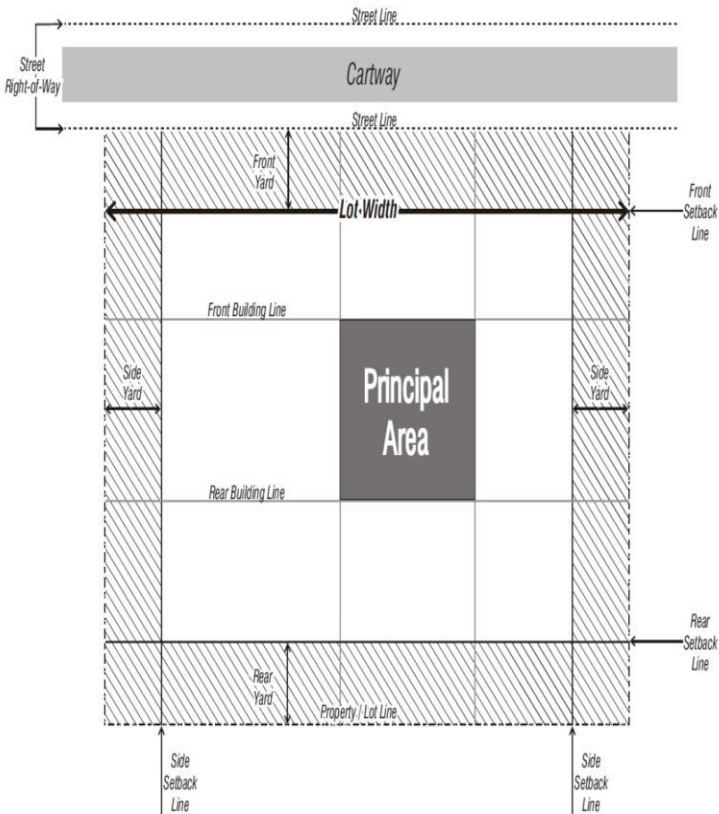 Street Line
Street
Right-of-Way
Cartway
Street Line
Front
Yard
Lot Width
Front
Setback
Line
Front Building Line
Side
Yard
Principal
Area
Side
Yard
Rear Building Line
Rear
Setback
Line
Rear
Yard
Property / Lot Line
Side
Setback
Line
Side
Setback
Line